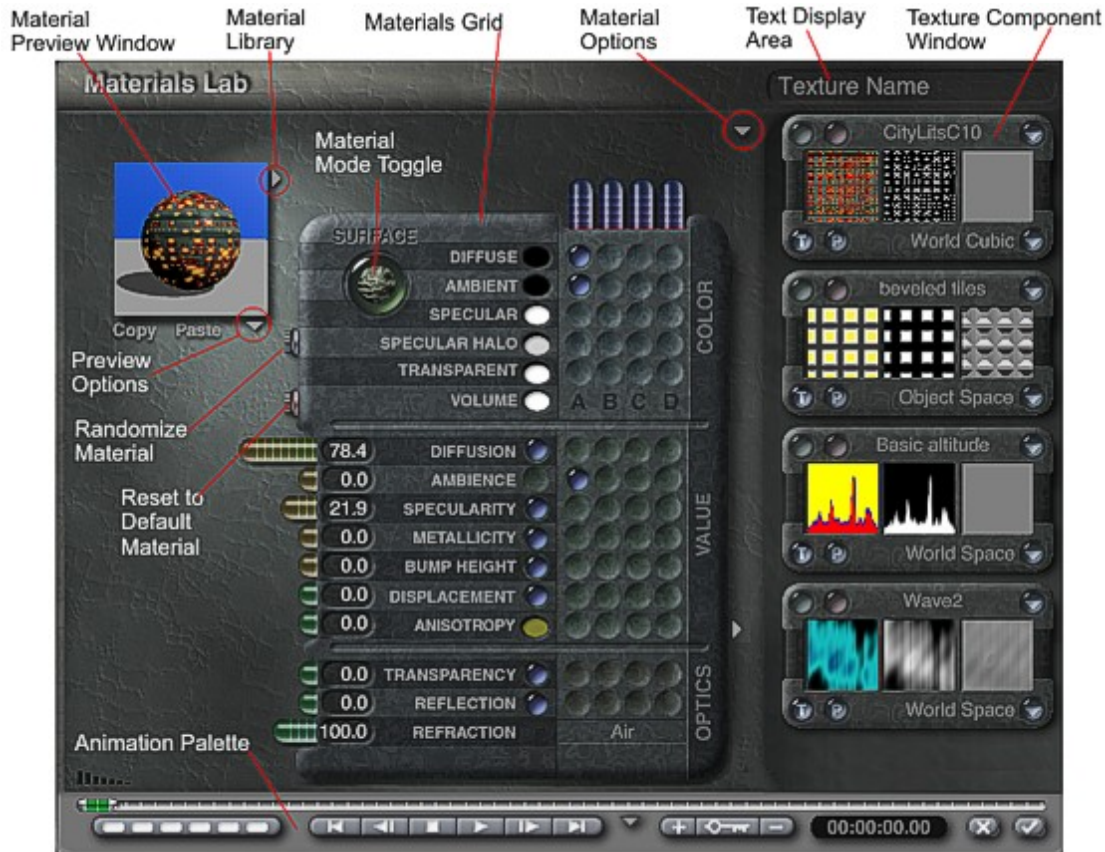 Material
Preview Window
Material
Library
Materials Grid
Material
Options
Text Display
Area
Texture Component
Window
Materials Lab
Texture Name
Material
Mode Toggle
CityLitsC10
T P World Cubic
SURFACE
DIFFUSE
AMBIENT
SPECULAR
SPECULAR HALO
TRANSPARENT
VOLUME
A B C D
COLOR
Copy Paste
Preview
Options
Randomize
Material
Reset to
Default
Material
beveled tiles
T P Object Space
78.4 DIFFUSION
0.0 AMBIENCE
21.9 SPECULARITY
0.0 METALLICITY
0.0 BUMP HEIGHT
0.0 DISPLACEMENT
0.0 ANISOTROPY
VALUE
Basic altitude
T P World Space
0.0 TRANSPARENCY
0.0 REFLECTION
100.0 REFRACTION Air
OPTICS
Wave2
T P World Space
Animation Palette
00:00:00.00